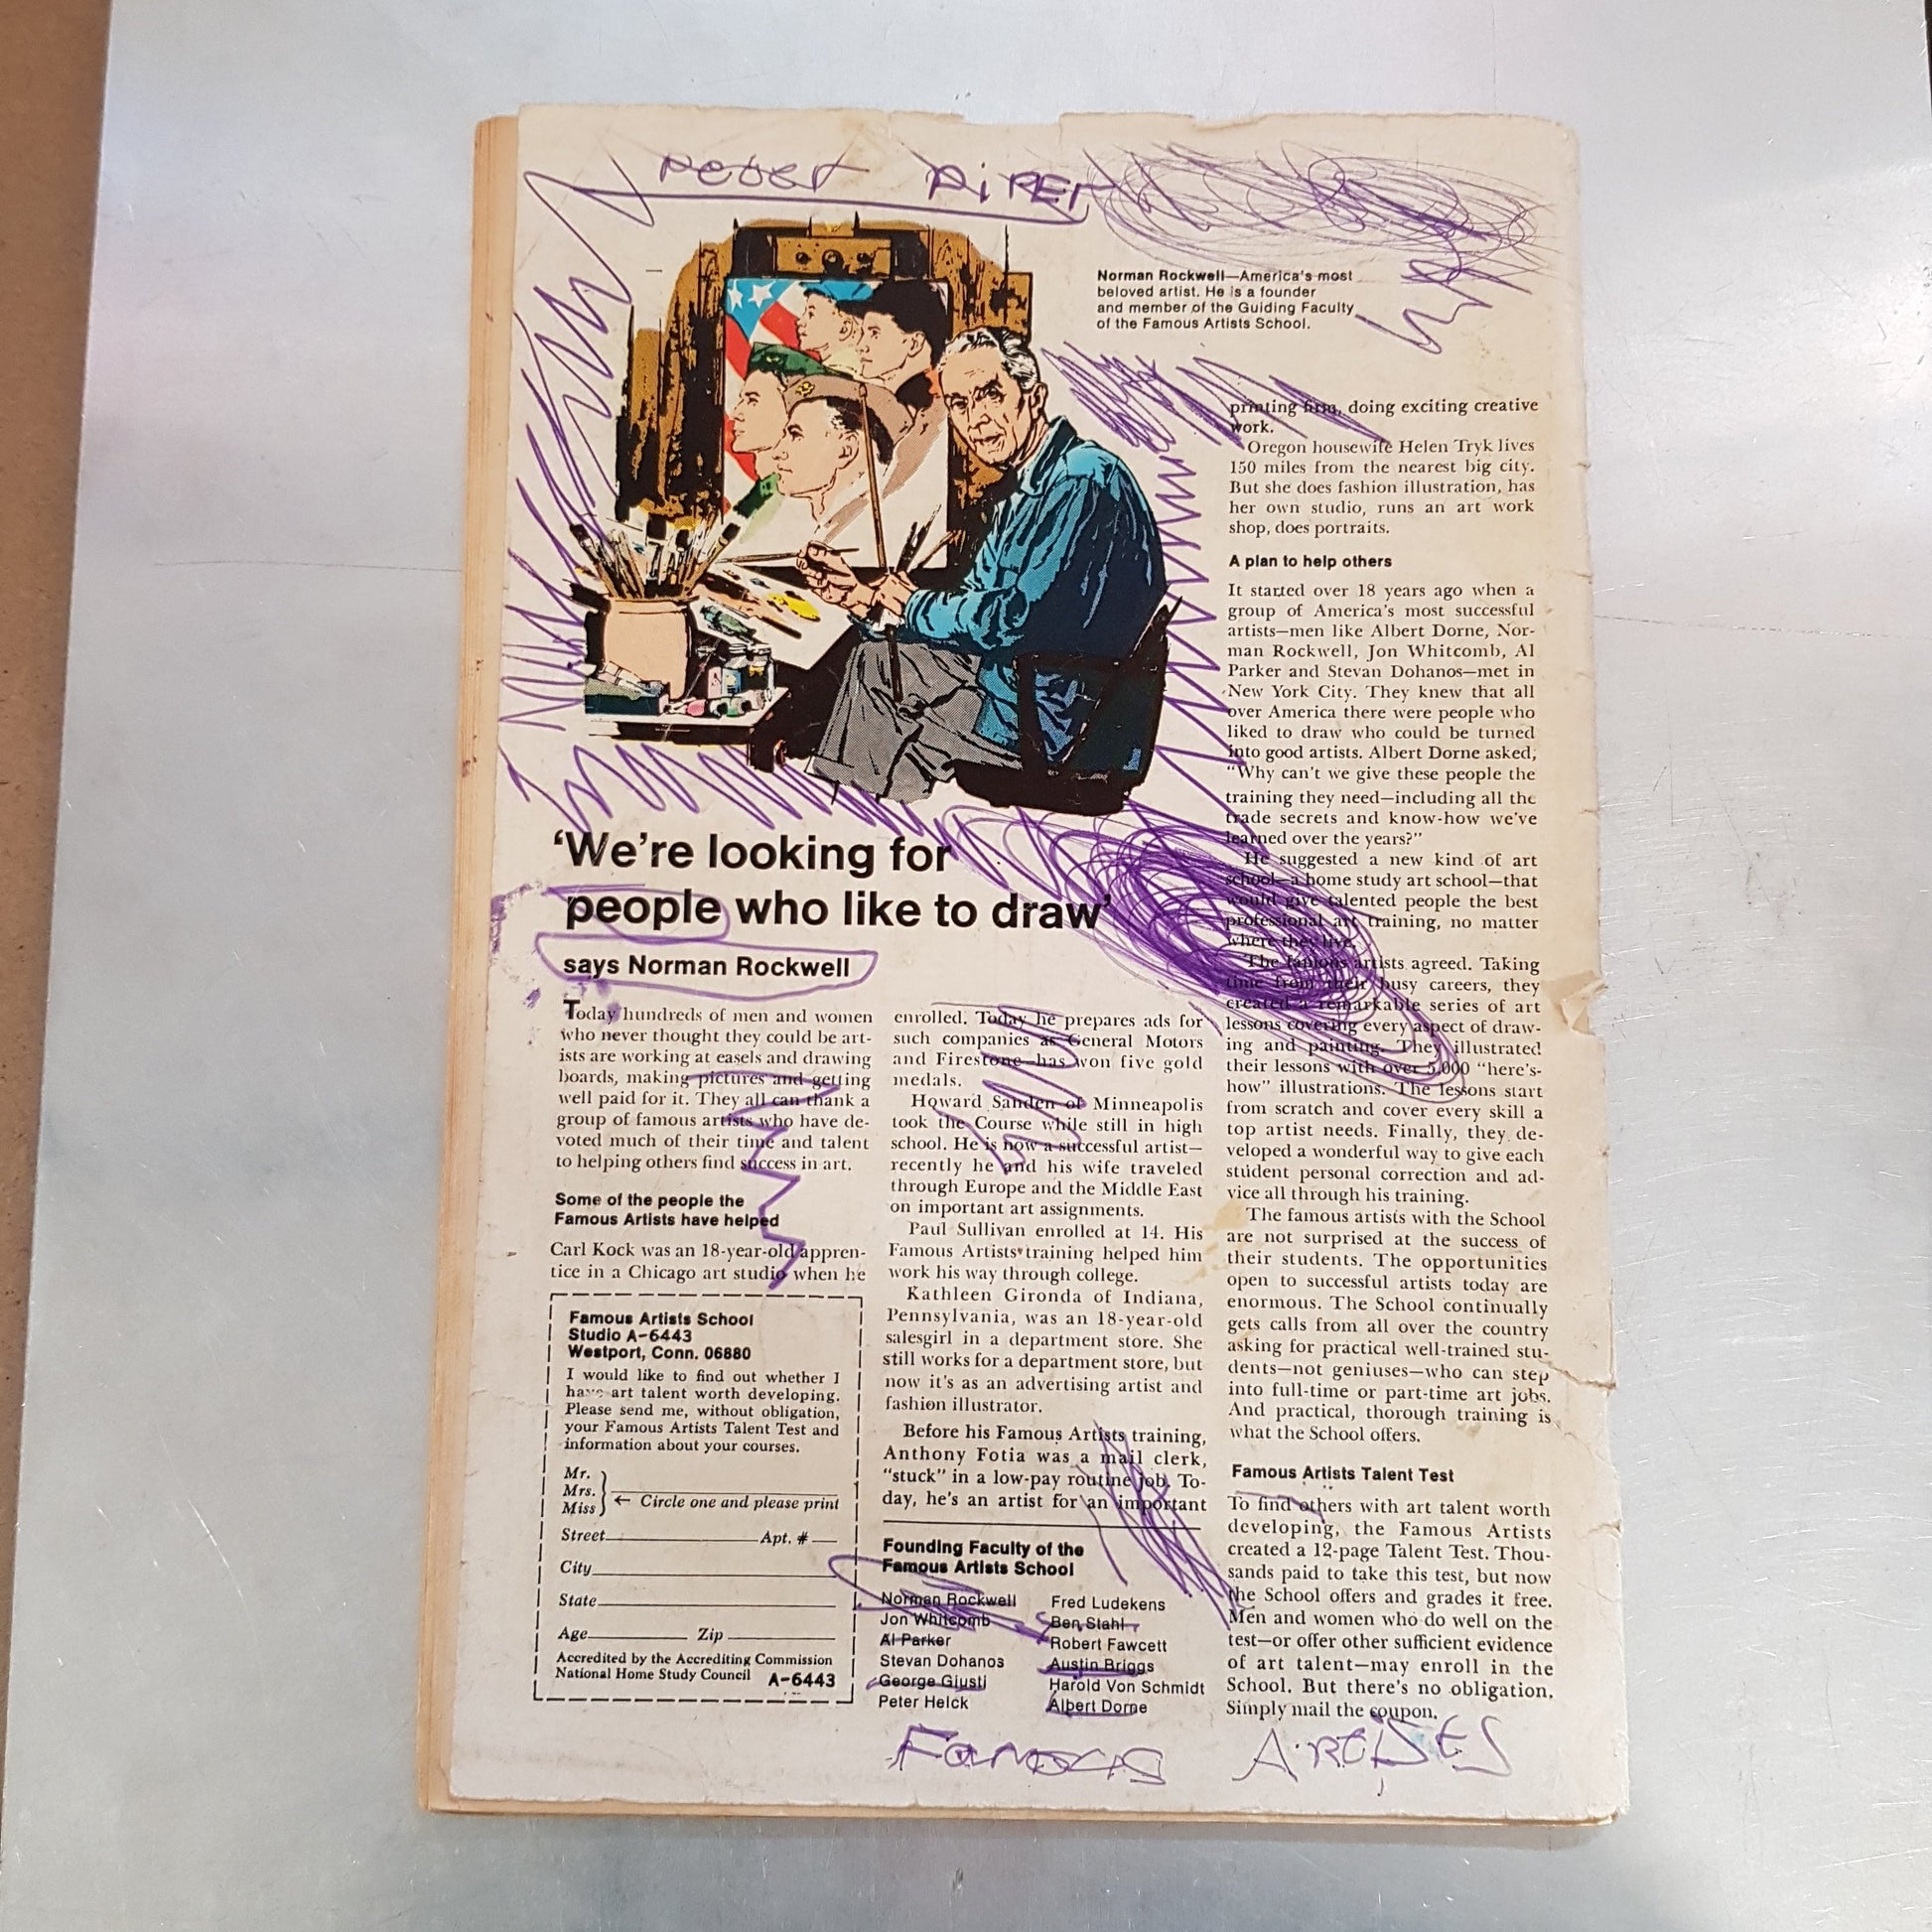 Norman Rockwell—America's most
beloved artist. He is a founder
and member of the Guiding Faculty
of the Famous Artists School.
'We're looking for
people who like to draw'
says Norman Rockwell
Today hundreds of men and women
who never thought they could be art-
ists are working at easels and drawing
boards, making pictures and getting
well paid for it. They all can thank a
group of famous artists who have de-
voted much of their time and talent
to helping others find success in art.
Some of the people the
Famous Artists have helped
Carl Kock was an 18-year-old appren-
tice in a Chicago art studio when he
Famous Artists School
Studio A-6443
Westport, Conn. 06880
I would like to find out whether I
have art talent worth developing.
Please send me, without obligation,
your Famous Artists Talent Test and
information about your courses.
Mr.
Mrs.
Miss
← Circle one and please print
Street Apt. #
City
State
Age Zip
Accredited by the Accrediting Commission
National Home Study Council A-6443
enrolled. Today he prepares ads for
such companies as General Motors
and Firestone—has won five gold
medals.
Howard Sanden of Minneapolis
took the Course while still in high
school. He is now a successful artist—
recently he and his wife traveled
through Europe and the Middle East
on important art assignments.
Paul Sullivan enrolled at 14. His
Famous Artists training helped him
work his way through college.
Kathleen Gironda of Indiana,
Pennsylvania, was an 18-year-old
salesgirl in a department store. She
still works for a department store, but
now it's as an advertising artist and
fashion illustrator.
Before his Famous Artists training,
Anthony Fotia was a mail clerk,
"stuck" in a low-pay routine job. To-
day, he's an artist for an important
Founding Faculty of the
Famous Artists School
Norman Rockwell
Jon Whitcomb
Al Parker
Stevan Dohanos
George Giusti
Peter Helck
Fred Ludekens
Ben Stahl
Robert Fawcett
Austin Briggs
Harold Von Schmidt
Albert Dorne
printing firm, doing exciting creative
work.
Oregon housewife Helen Tryk lives
150 miles from the nearest big city.
But she does fashion illustration, has
her own studio, runs an art work
shop, does portraits.
A plan to help others
It started over 18 years ago when a
group of America's most successful
artists—men like Albert Dorne, Nor-
man Rockwell, Jon Whitcomb, Al
Parker and Stevan Dohanos—met in
New York City. They knew that all
over America there were people who
liked to draw who could be turned
into good artists. Albert Dorne asked,
"Why can't we give these people the
training they need—including all the
trade secrets and know-how we've
learned over the years?"
He suggested a new kind of art
school—a home study art school—that
would give talented people the best
professional art training, no matter
where they live.
The famous artists agreed. Taking
time from their busy careers, they
created a remarkable series of art
lessons covering every aspect of draw-
ing and painting. They illustrated
their lessons with over 5,000 "here's-
how" illustrations. The lessons start
from scratch and cover every skill a
top artist needs. Finally, they de-
veloped a wonderful way to give each
student personal correction and ad-
vice all through his training.
The famous artists with the School
are not surprised at the success of
their students. The opportunities
open to successful artists today are
enormous. The School continually
gets calls from all over the country
asking for practical well-trained stu-
dents—not geniuses—who can step
into full-time or part-time art jobs.
And practical, thorough training is
what the School offers.
Famous Artists Talent Test
To find others with art talent worth
developing, the Famous Artists
created a 12-page Talent Test. Thou-
sands paid to take this test, but now
the School offers and grades it free.
Men and women who do well on the
test—or offer other sufficient evidence
of art talent—may enroll in the
School. But there's no obligation.
Simply mail the coupon.
Famous